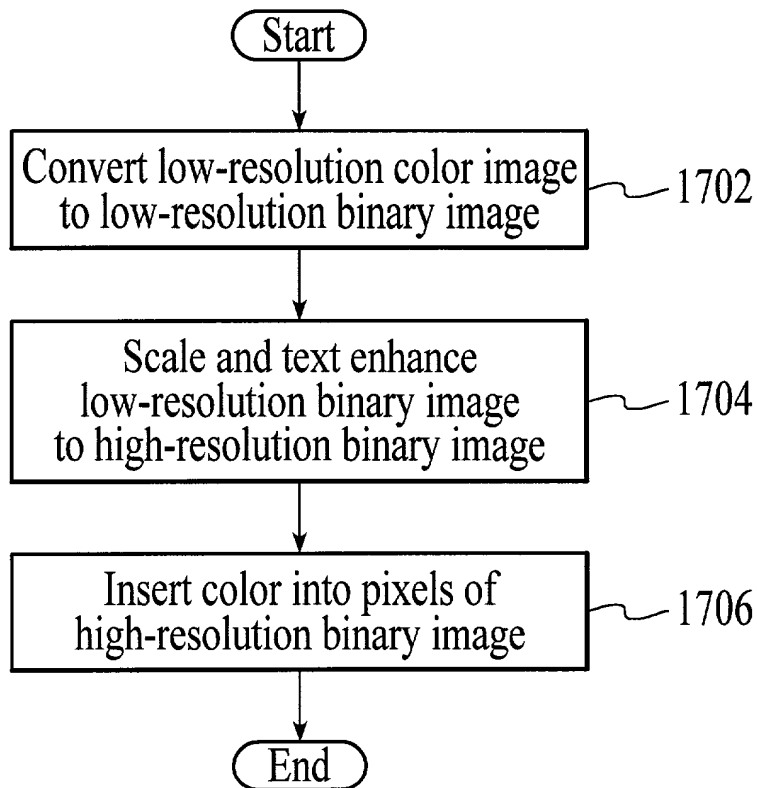 Start
Convert low-resolution color image
to low-resolution binary image
1702
Scale and text enhance
low-resolution binary image
to high-resolution binary image
1704
Insert color into pixels of
high-resolution binary image
1706
End